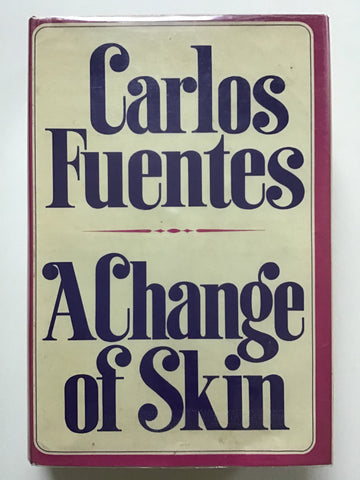 Carlos
Fuentes
A Change
of Skin